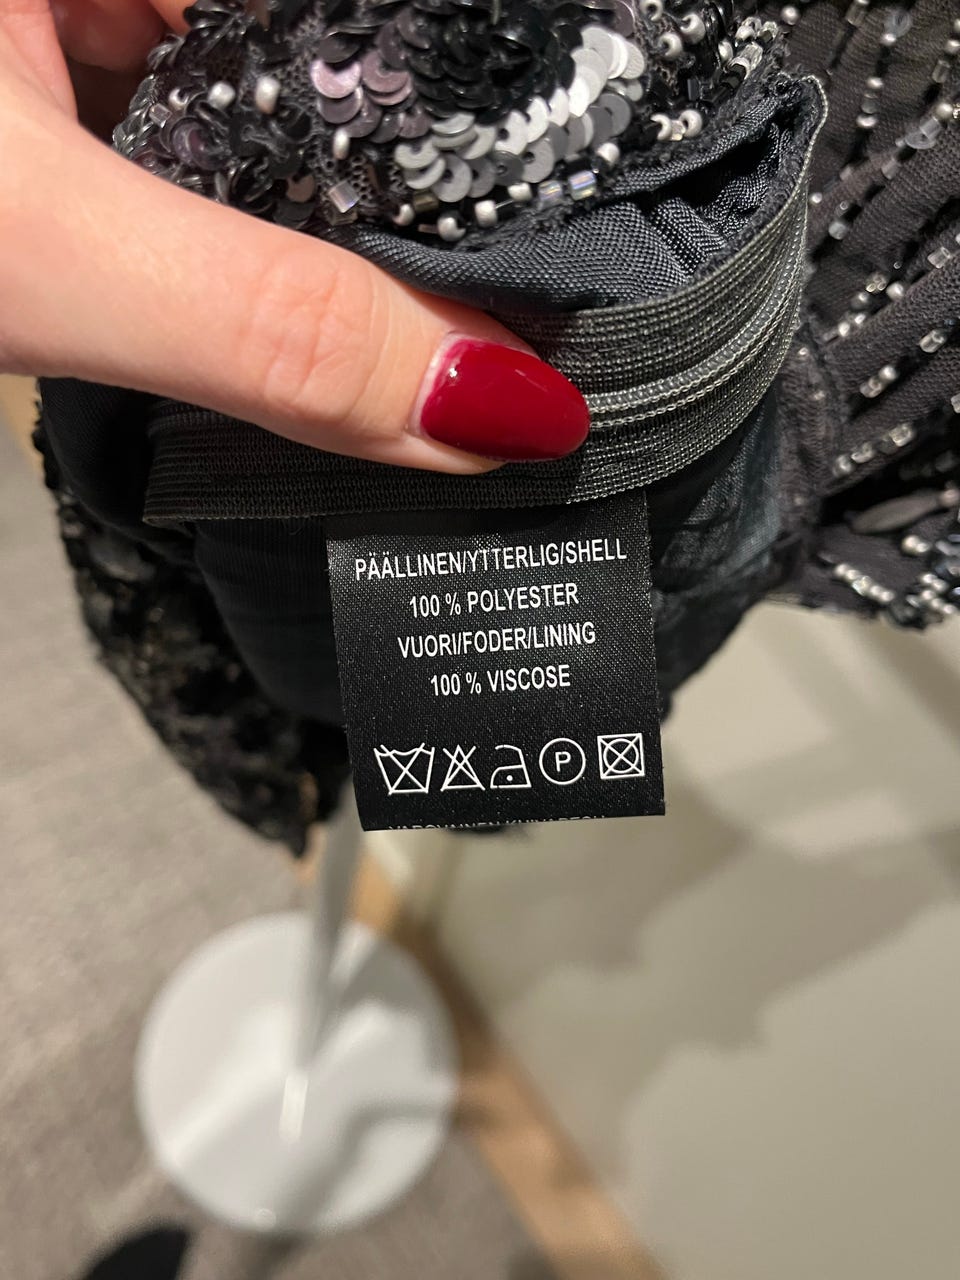 PÄÄLLINEN/YTTERLIG/SHELL
100 % POLYESTER
VUORI/FODER/LINING
100 % VISCOSE
P